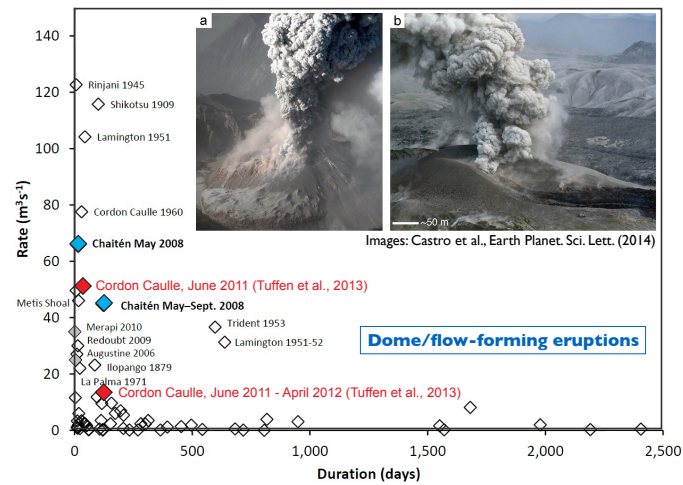 a
b
~50 m
Images: Castro et al., Earth Planet. Sci. Lett. (2014)
Rate (m³s⁻¹)
140
120
100
80
60
40
20
0
Rinjani 1945
Shikotsu 1909
Lamington 1951
Cordon Caulle 1960
Chaitén May 2008
Cordon Caulle, June 2011 (Tuffen et al., 2013)
Metis Shoal
Chaitén May–Sept. 2008
Merapi 2010
Trident 1953
Redoubt 2009
Lamington 1951-52
Augustine 2006
Ilopango 1879
La Palma 1971
Dome/flow-forming eruptions
Cordon Caulle, June 2011 - April 2012 (Tuffen et al., 2013)
0
500
1,000
1,500
2,000
2,500
Duration (days)